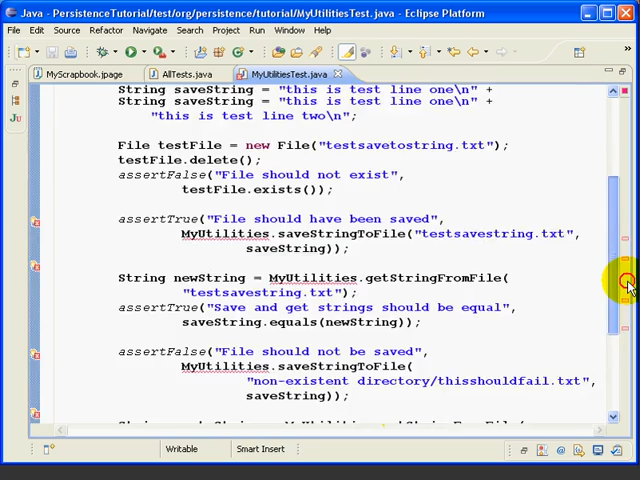 Java - PersistenceTutorial/test/org/persistence/tutorial/MyUtilitiesTest.java - Eclipse Platform
File Edit Source Refactor Navigate Search Project Run Window Help
MyScrapbook.jpage AllTests.java MyUtilitiesTest.java
String saveString = "this is test line one\n" +
String saveString = "this is test line one\n" +
"this is test line two\n";
File testFile = new File("testsavetostring.txt");
testFile.delete();
assertFalse("File should not exist",
testFile.exists());
assertTrue("File should have been saved",
MyUtilities.saveStringToFile("testsavestring.txt",
saveString));
String newString = MyUtilities.getStringFromFile(
"testsavestring.txt");
assertTrue("Save and get strings should be equal",
saveString.equals(newString));
assertFalse("File should not be saved",
MyUtilities.saveStringToFile(
"non-existent directory/thisshouldfail.txt",
saveString));
Writable Smart Insert